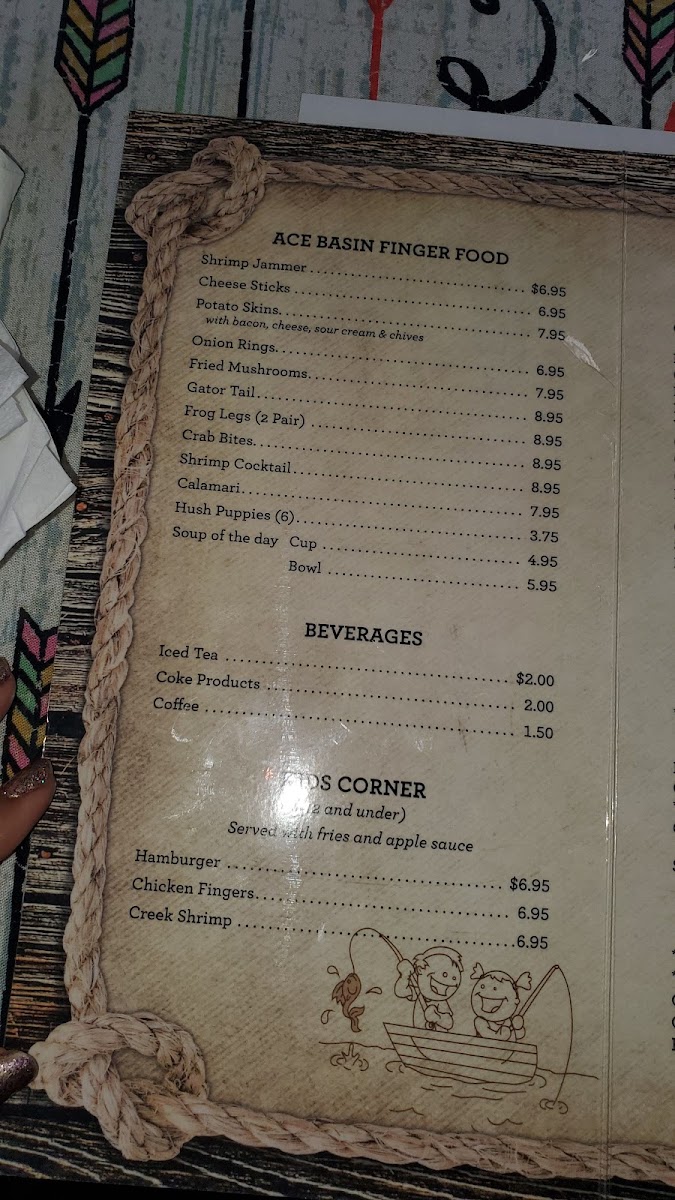 ACE BASIN FINGER FOOD
Shrimp Jammer ........................ $6.95
Cheese Sticks ........................ 6.95
Potato Skins........................ 7.95
with bacon, cheese, sour cream & chives
Onion Rings........................ 6.95
Fried Mushrooms........................ 7.95
Gator Tail........................ 8.95
Frog Legs (2 Pair) ........................ 8.95
Crab Bites........................ 8.95
Shrimp Cocktail........................ 8.95
Calamari........................ 7.95
Hush Puppies (6)........................ 3.75
Soup of the day Cup ........................ 4.95
Bowl ........................ 5.95
BEVERAGES
Iced Tea ........................ $2.00
Coke Products ........................ 2.00
Coffee ........................ 1.50
KIDS CORNER
and under)
Served with fries and apple sauce
Hamburger ........................ $6.95
Chicken Fingers........................ 6.95
Creek Shrimp ........................6.95